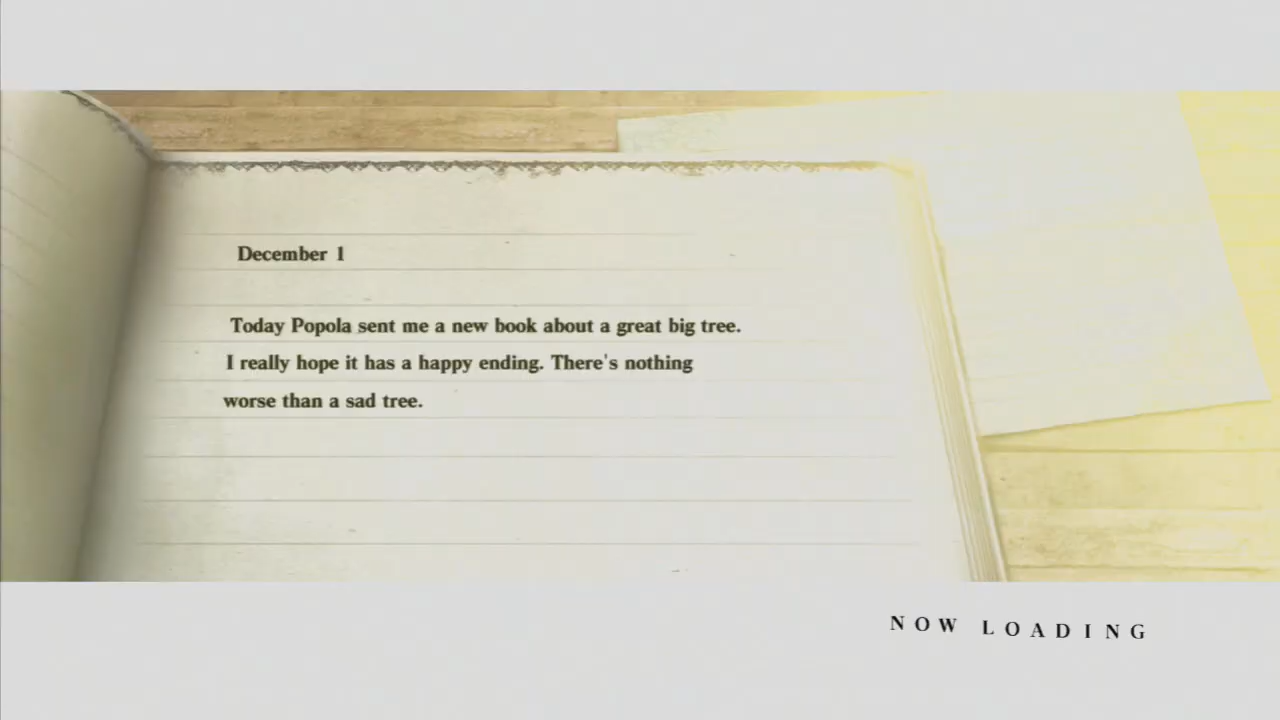 December 1
Today Popola sent me a new book about a great big tree.
I really hope it has a happy ending. There's nothing
worse than a sad tree.
NOW LOADING